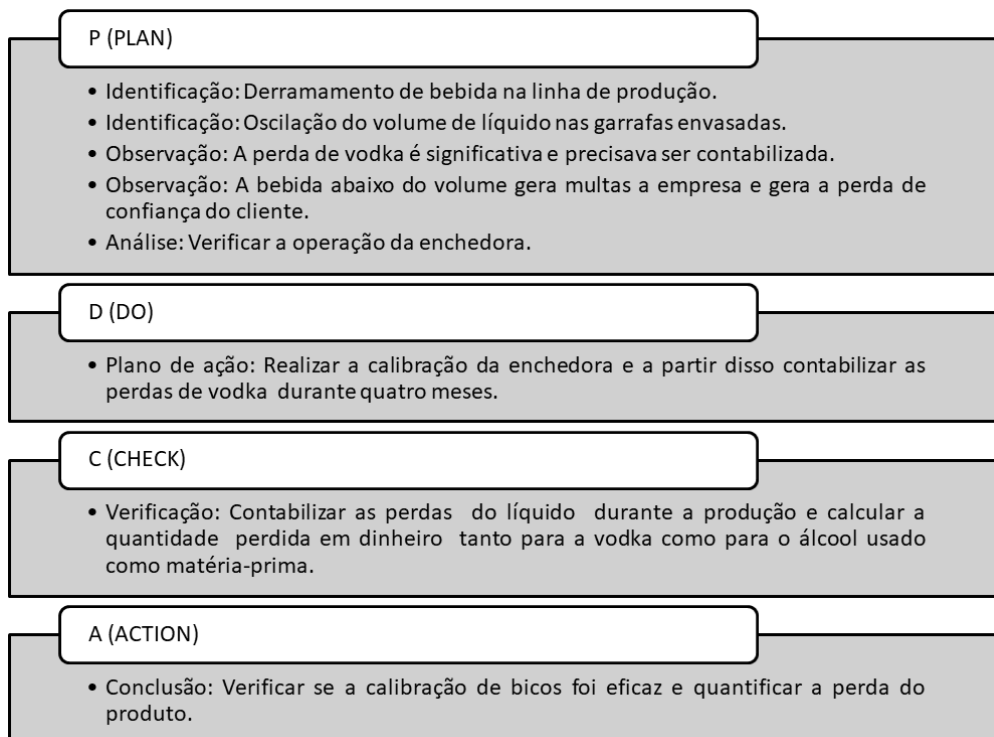 P (PLAN)
• Identificação: Derramamento de bebida na linha de produção.
• Identificação: Oscilação do volume de líquido nas garrafas envasadas.
• Observação: A perda de vodka é significativa e precisava ser contabilizada.
• Observação: A bebida abaixo do volume gera multas a empresa e gera a perda de
confiança do cliente.
• Análise: Verificar a operação da enchedora.
D (DO)
• Plano de ação: Realizar a calibração da enchedora e a partir disso contabilizar as
perdas de vodka durante quatro meses.
C (CHECK)
• Verificação: Contabilizar as perdas do líquido durante a produção e calcular a
quantidade perdida em dinheiro tanto para a vodka como para o álcool usado
como matéria-prima.
A (ACTION)
• Conclusão: Verificar se a calibração de bicos foi eficaz e quantificar a perda do
produto.